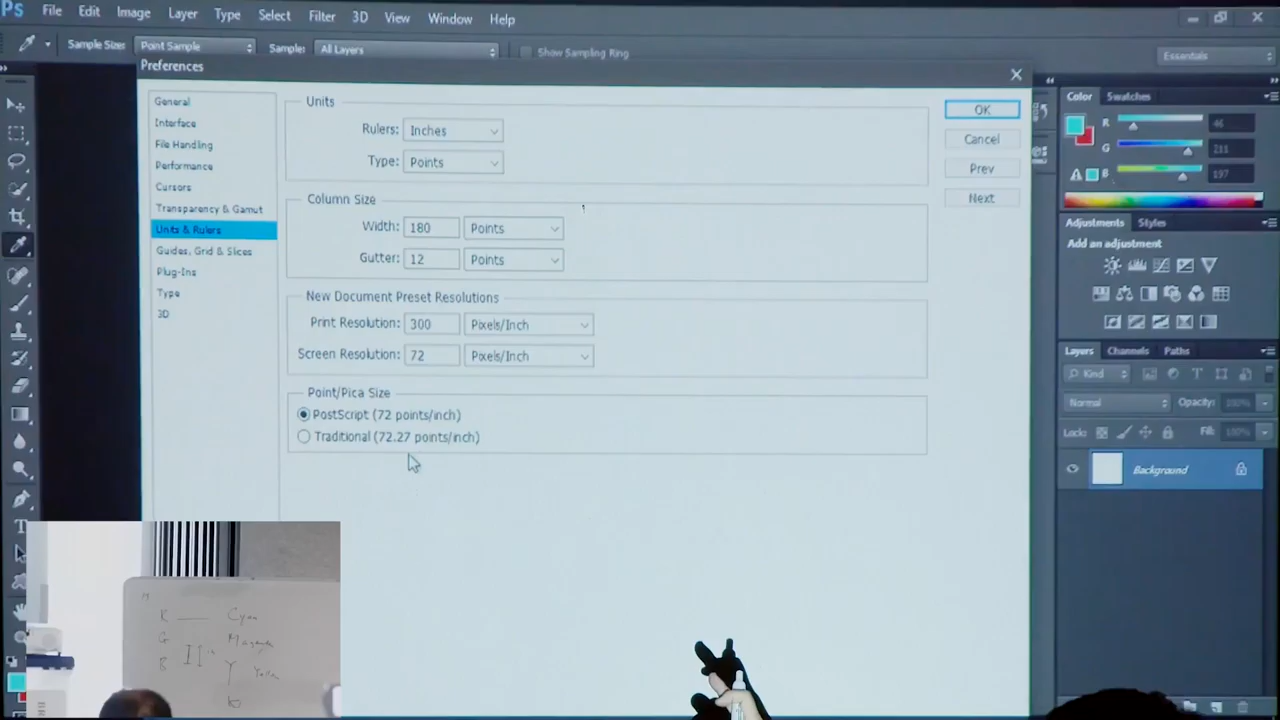 Ps File Edit Image Layer Type Select Filter 3D View Window Help
Sample Size: Point Sample Sample: All Layers Show Sampling Ring
Essentials
Preferences
General
Interface
File Handling
Performance
Cursors
Transparency & Gamut
Units & Rulers
Guides, Grid & Slices
Plug-Ins
Type
3D
Units
Rulers: Inches
Type: Points
Column Size
Width: 180 Points
Gutter: 12 Points
New Document Preset Resolutions
Print Resolution: 300 Pixels/Inch
Screen Resolution: 72 Pixels/Inch
Point/Pica Size
PostScript (72 points/inch)
Traditional (72.27 points/inch)
OK
Cancel
Prev
Next
Color Swatches
R 46
G 211
B 197
Adjustments Styles
Add an adjustment
Layers Channels Paths
Kind
Normal Opacity: 100%
Lock: Fill: 100%
Background
R Cyan
G
B Y